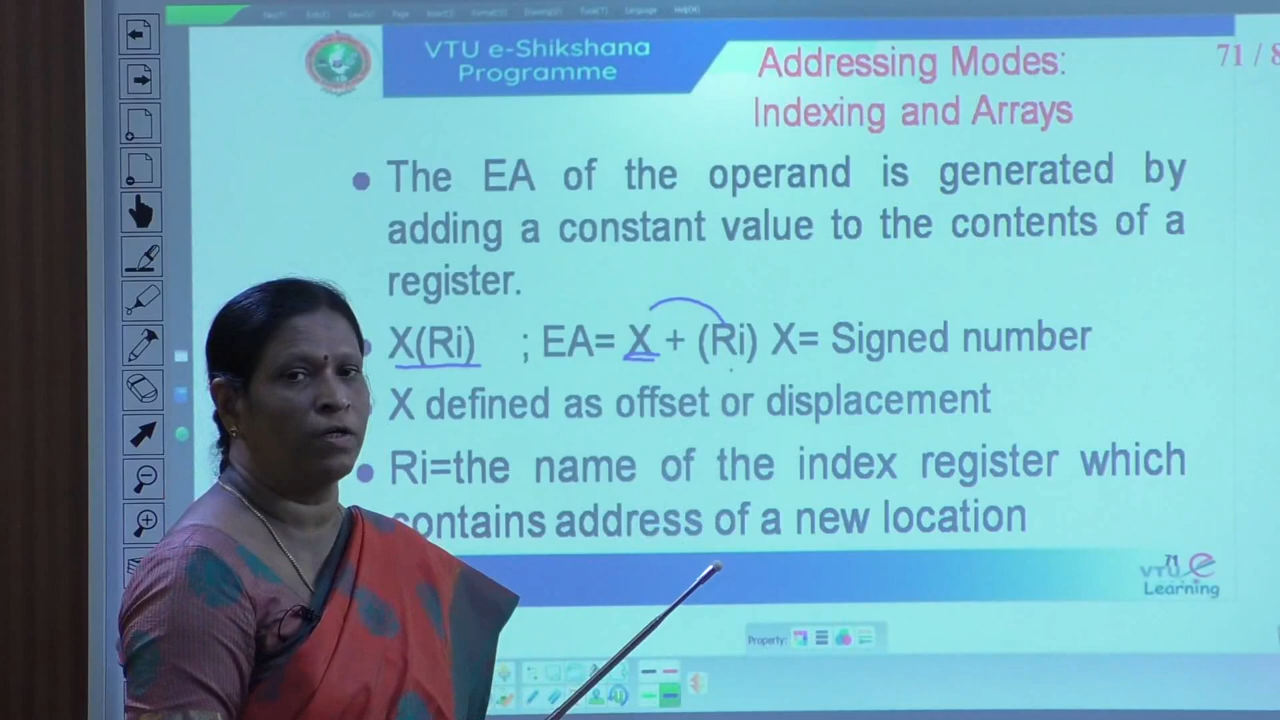 VTU e-Shikshana
Programme
Addressing Modes:
Indexing and Arrays
71 / 8
The EA of the operand is generated by
adding a constant value to the contents of a
register.
X(Ri) ; EA= X + (Ri) X= Signed number
X defined as offset or displacement
Ri=the name of the index register which
contains address of a new location
71
VTU e
Learning
Property: